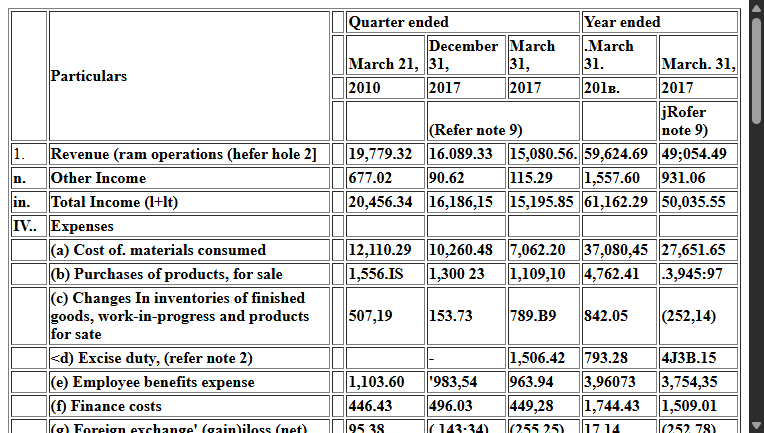 Quarter ended Year ended
Particulars March 21, December 31, March 31, .March 31. March. 31,
2010 2017 2017 201в. 2017
(Refer note 9) jRofer note 9)
1. Revenue (ram operations (hefer hole 2] 19,779.32 16.089.33 15,080.56. 59,624.69 49;054.49
n. Other Income 677.02 90.62 115.29 1,557.60 931.06
in. Total Income (l+lt) 20,456.34 16,186,15 15,195.85 61,162.29 50,035.55
IV.. Expenses
(a) Cost of. materials consumed 12,110.29 10,260.48 7,062.20 37,080,45 27,651.65
(b) Purchases of products, for sale 1,556.IS 1,300 23 1,109,10 4,762.41 .3,945:97
(c) Changes In inventories of finished
goods, work-in-progress and products 507,19 153.73 789.B9 842.05 (252,14)
for sate
<d) Excise duty, (refer note 2) - 1,506.42 793.28 4J3B.15
(e) Employee benefits expense 1,103.60 '983,54 963.94 3,96073 3,754,35
(f) Finance costs 446.43 496.03 449,28 1,744.43 1,509.01
(g) Foreign exchange' (gain)iloss (net) 95.38 (.143:34) (255.25) 17.14 (252.78)